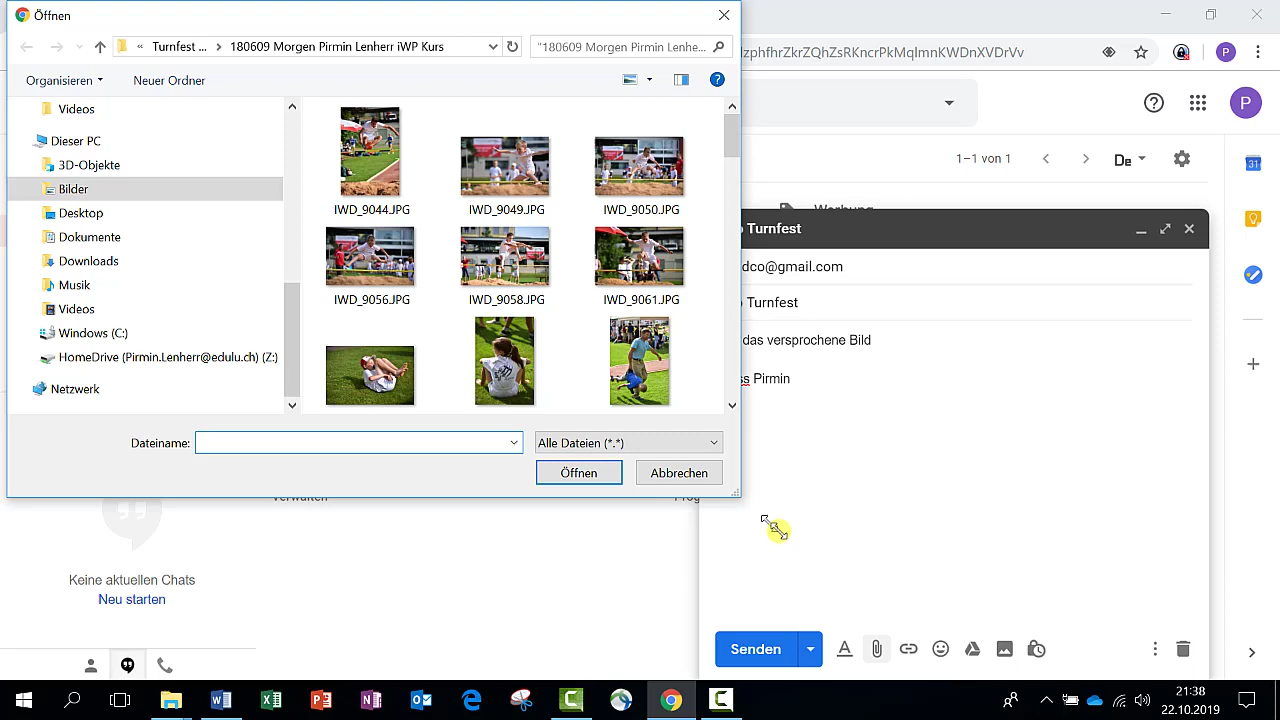 Öffnen
« Turnfest ... > 180609 Morgen Pirmin Lenherr iWP Kurs
"180609 Morgen Pirmin Lenhe...
Organisieren
Neuer Ordner
Videos
Dieser PC
3D-Objekte
Bilder
Desktop
Dokumente
Downloads
Musik
Videos
Windows (C:)
HomeDrive (Pirmin.Lenherr@edulu.ch) (Z:)
Netzwerk
IWD_9044.JPG
IWD_9049.JPG
IWD_9050.JPG
IWD_9056.JPG
IWD_9058.JPG
IWD_9061.JPG
Dateiname:
Alle Dateien (*.*)
Öffnen
Abbrechen
zphfhrZkrZQhZsRKncrPkMqlmnKWDnXVDrVv
P
P
1–1 von 1
De
31
Werbung
Turnfest
dco@gmail.com
Turnfest
das versprochene Bild
ss Pirmin
Verwalten
Keine aktuellen Chats
Neu starten
Senden
21:38
22.10.2019